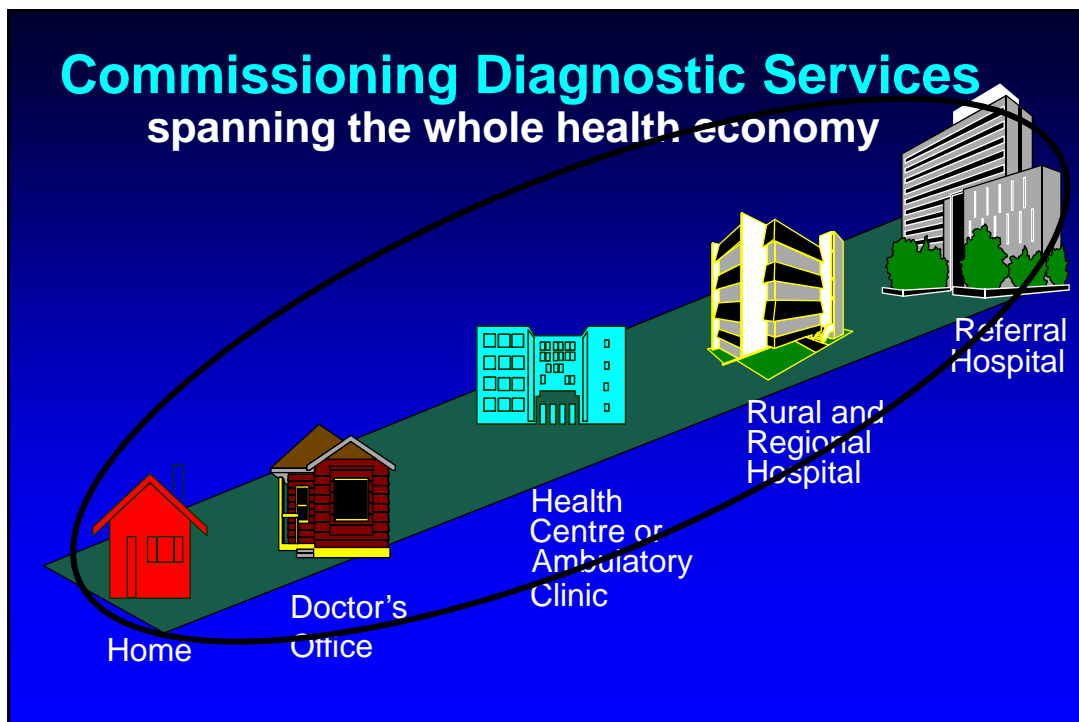 Commissioning Diagnostic Services
spanning the whole health economy
Referral
Hospital
Rural and
Regional
Hospital
Health
Centre or
Ambulatory
Clinic
Doctor’s
Office
Home